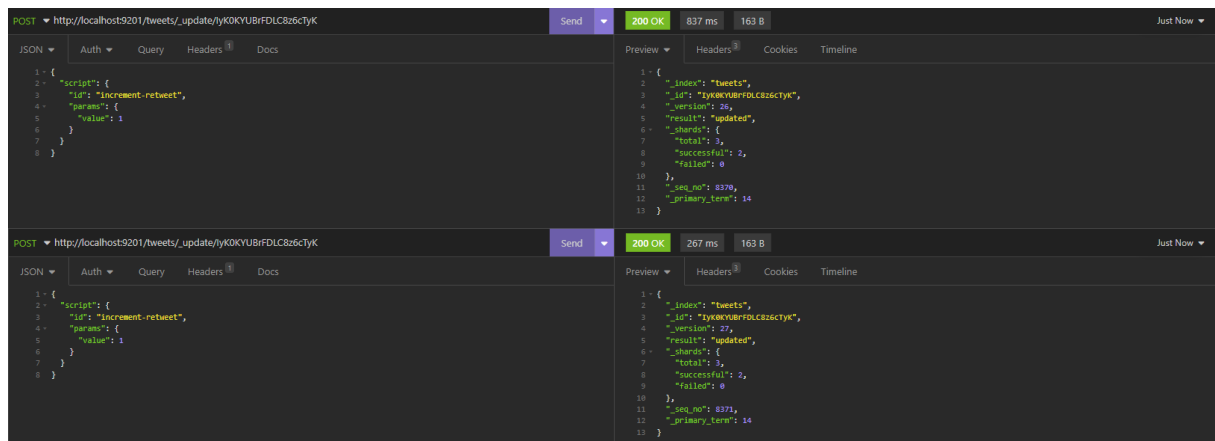 POST http://localhost:9201/tweets/_update/IyK0KYUBrFDLC8z6cTyK Send 200 OK 837 ms 163 B Just Now
JSON Auth Query Headers 1 Docs Preview Headers 3 Cookies Timeline
1 {
2 "script": {
3 "id": "increment-retweet",
4 "params": {
5 "value": 1
6 }
7 }
8 }
1 {
2 "_index": "tweets",
3 "_id": "IyK0KYUBrFDLC8z6cTyK",
4 "_version": 26,
5 "result": "updated",
6 "_shards": {
7 "total": 3,
8 "successful": 2,
9 "failed": 0
10 },
11 "_seq_no": 8370,
12 "_primary_term": 14
13 }
POST http://localhost:9201/tweets/_update/IyK0KYUBrFDLC8z6cTyK Send 200 OK 267 ms 163 B Just Now
JSON Auth Query Headers 1 Docs Preview Headers 3 Cookies Timeline
1 {
2 "script": {
3 "id": "increment-retweet",
4 "params": {
5 "value": 1
6 }
7 }
8 }
1 {
2 "_index": "tweets",
3 "_id": "IyK0KYUBrFDLC8z6cTyK",
4 "_version": 27,
5 "result": "updated",
6 "_shards": {
7 "total": 3,
8 "successful": 2,
9 "failed": 0
10 },
11 "_seq_no": 8371,
12 "_primary_term": 14
13 }